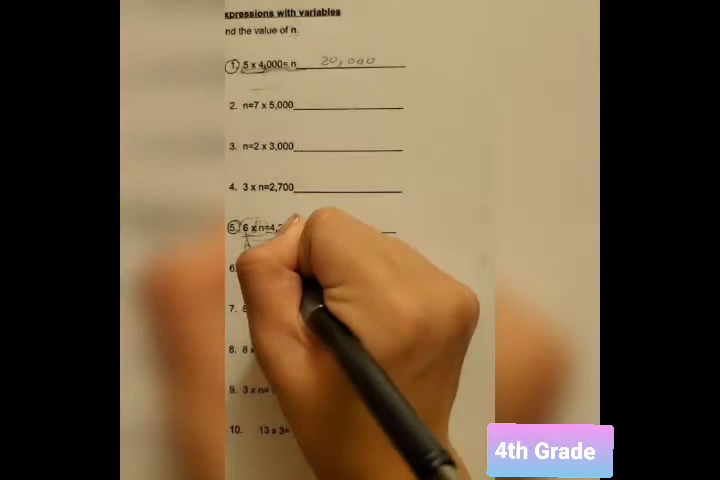 xpressions with variables
nd the value of n.
1. 5 x 4,000= n 20,000
2. n=7 x 5,000
3. n=2 x 3,000
4. 3 x n=2,700
5. 6 x n=4,
6.
7.
8. 8 x
9. 3 x n=
10. 13 x 3=
4th Grade